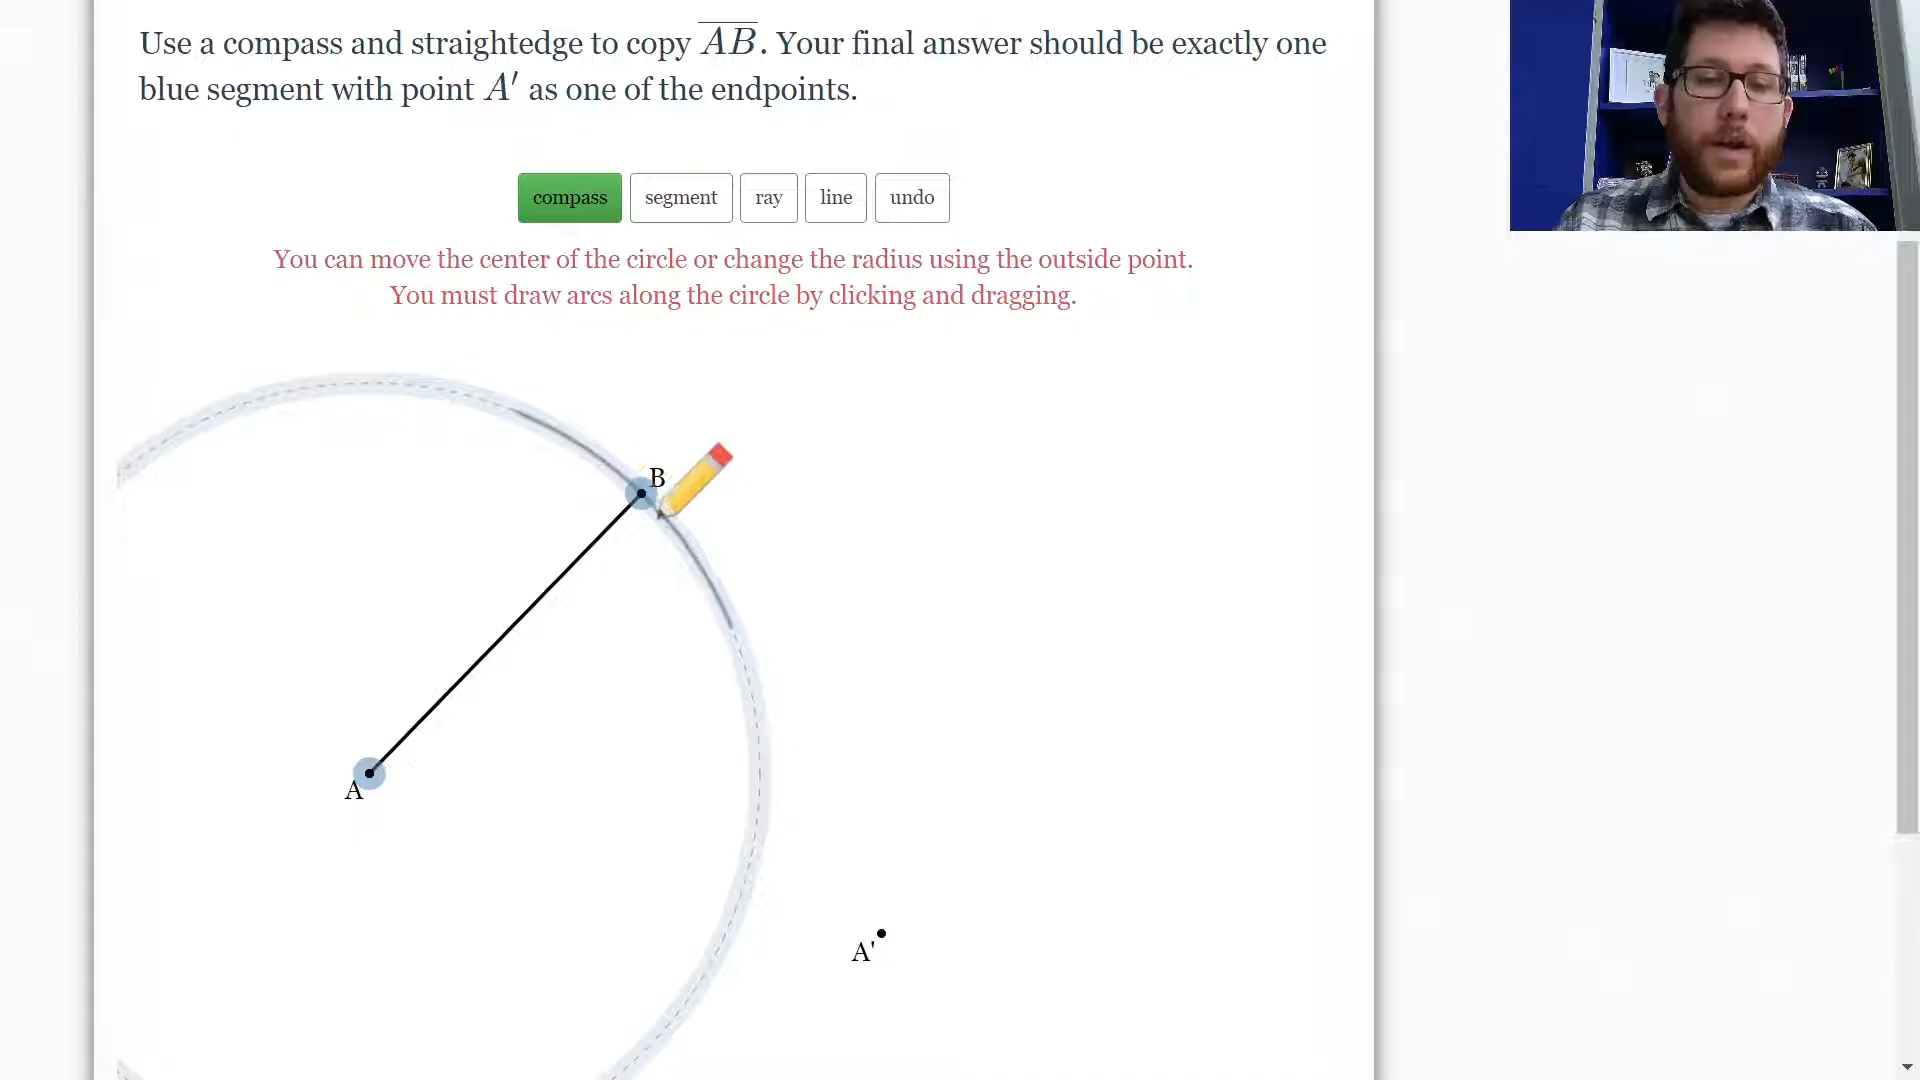 Use a compass and straightedge to copy AB. Your final answer should be exactly one
blue segment with point A′ as one of the endpoints.
compass segment ray line undo
You can move the center of the circle or change the radius using the outside point.
You must draw arcs along the circle by clicking and dragging.
B
A
A'